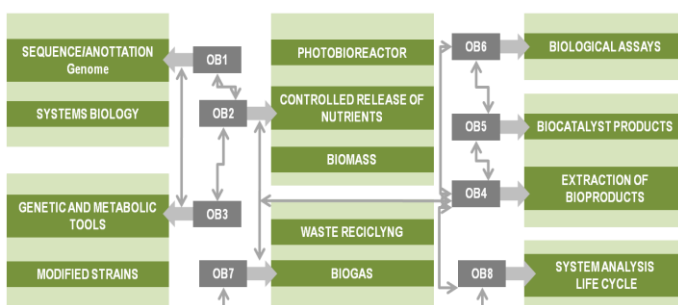 SEQUENCE/ANOTTATION
Genome
SYSTEMS BIOLOGY
GENETIC AND METABOLIC
TOOLS
MODIFIED STRAINS
OB1
OB2
OB3
OB7
PHOTOBIOREACTOR
CONTROLLED RELEASE OF
NUTRIENTS
BIOMASS
WASTE RECICLYNG
BIOGAS
OB6
OB5
OB4
OB8
BIOLOGICAL ASSAYS
BIOCATALYST PRODUCTS
EXTRACTION OF
BIOPRODUCTS
SYSTEM ANALYSIS
LIFE CYCLE